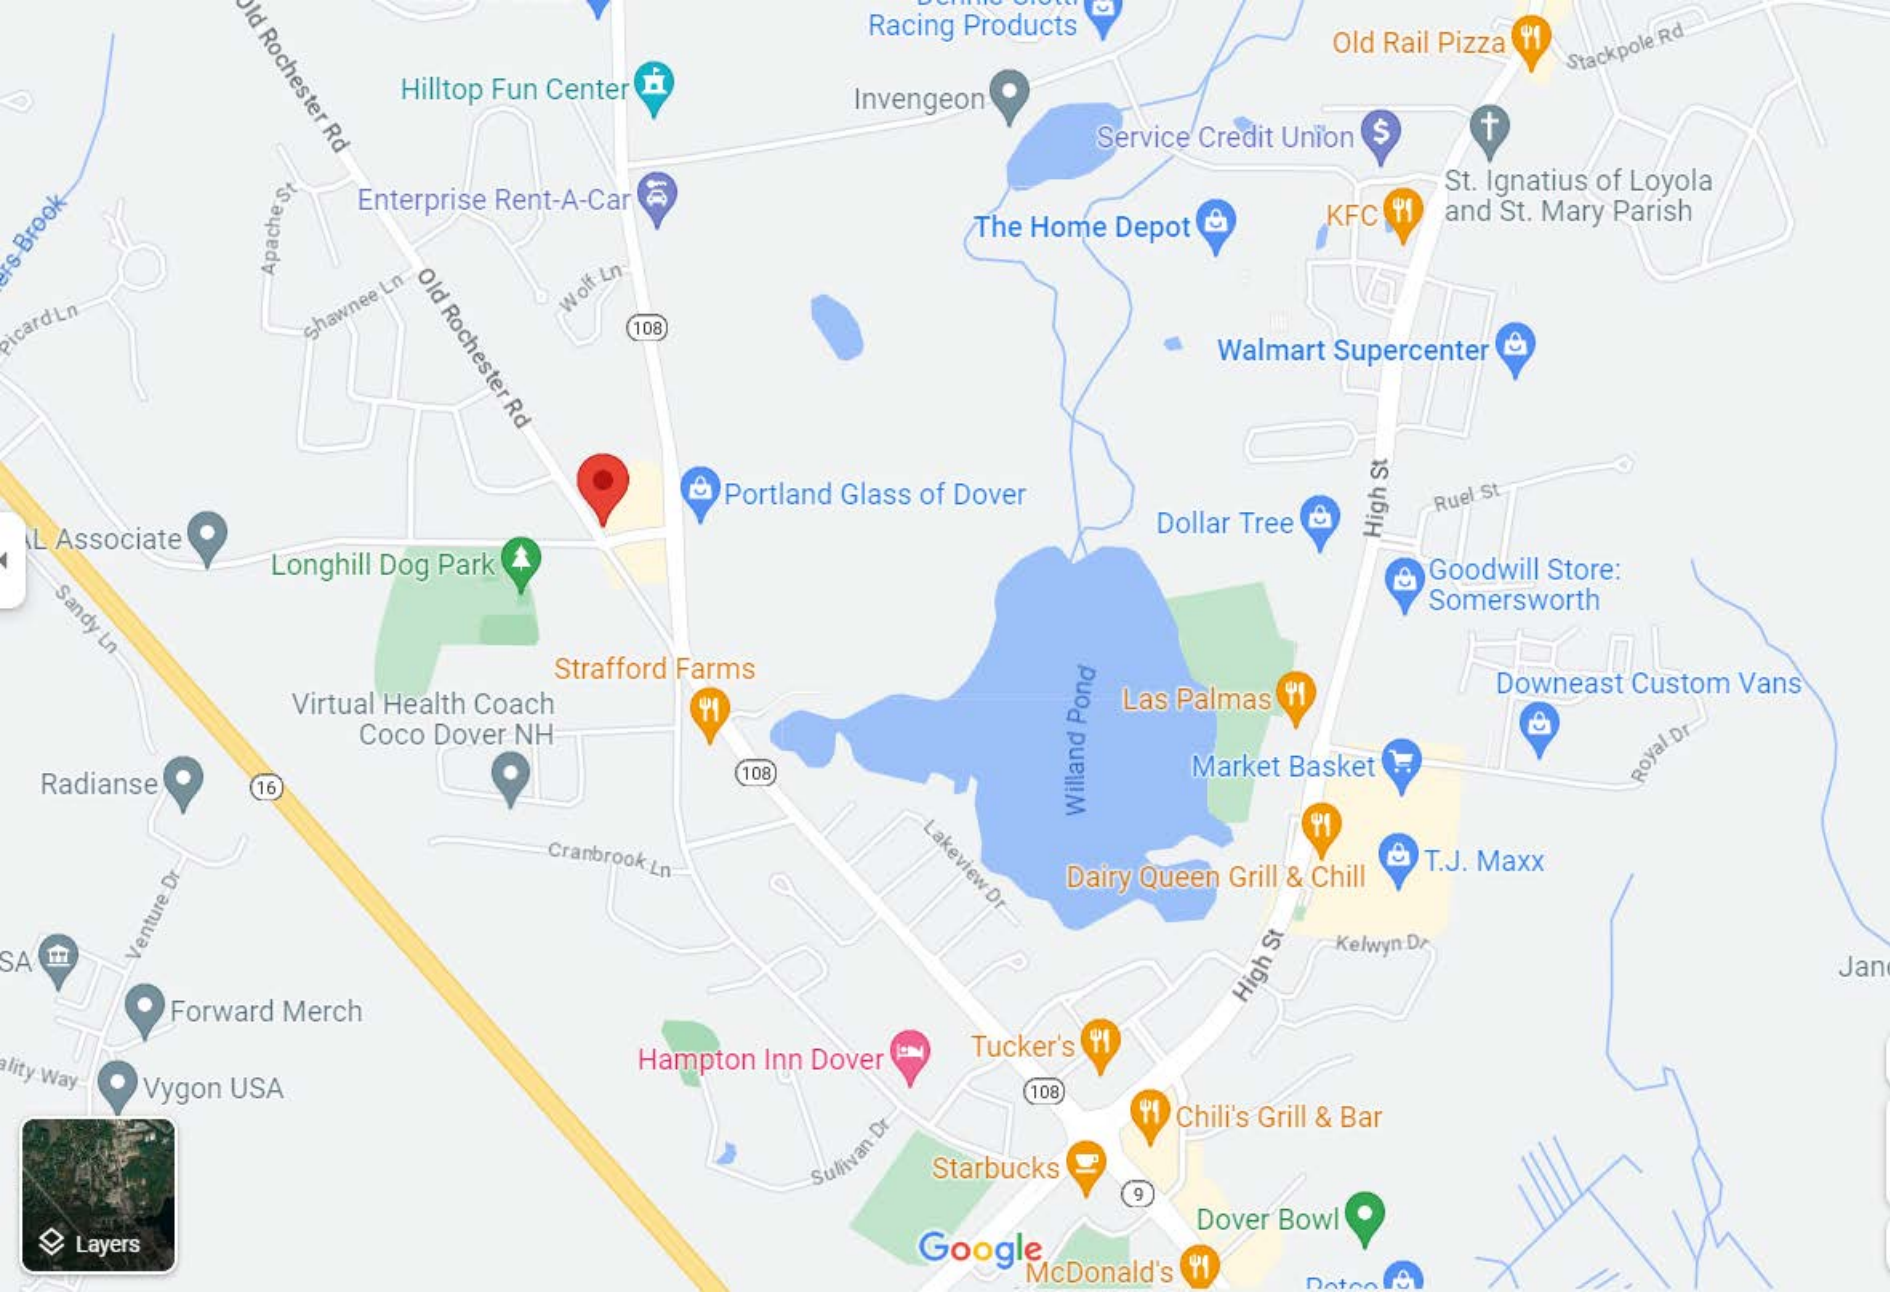 Racing Products
Old Rail Pizza
Stackpole Rd
Old Rochester Rd
Hilltop Fun Center
Invengeon
Service Credit Union
St. Ignatius of Loyola
and St. Mary Parish
Apache St
Enterprise Rent-A-Car
KFC
The Home Depot
Brook
Wolf Ln
Shawnee Ln
Picard Ln
Old Rochester Rd
108
Walmart Supercenter
Portland Glass of Dover
High St
Ruel St
Dollar Tree
AL Associate
Longhill Dog Park
Goodwill Store:
Somersworth
Sandy Ln
Strafford Farms
Virtual Health Coach
Coco Dover NH
Willand Pond
Las Palmas
Downeast Custom Vans
Royal Dr
Market Basket
Radianse
16
108
Lakeview Dr
Cranbrook Ln
Dairy Queen Grill & Chill
T.J. Maxx
Venture Dr
High St
Kelwyn Dr
SA
Forward Merch
Hampton Inn Dover
Tucker's
108
ality Way
Vygon USA
Chili's Grill & Bar
Sullivan Dr
Starbucks
9
Dover Bowl
Layers
Google
McDonald's
Petco